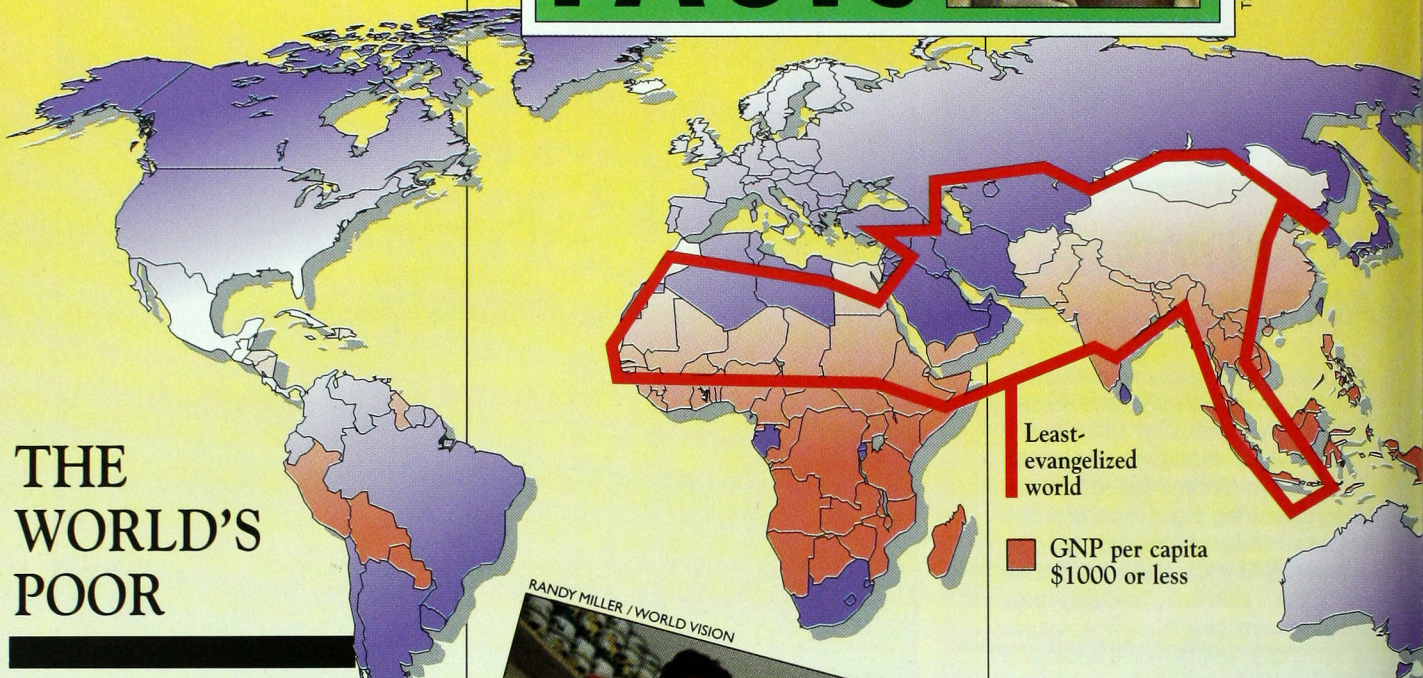 THE
WORLD'S
POOR
Least-
evangelized
world
GNP per capita
$1000 or less
RANDY MILLER / WORLD VISION